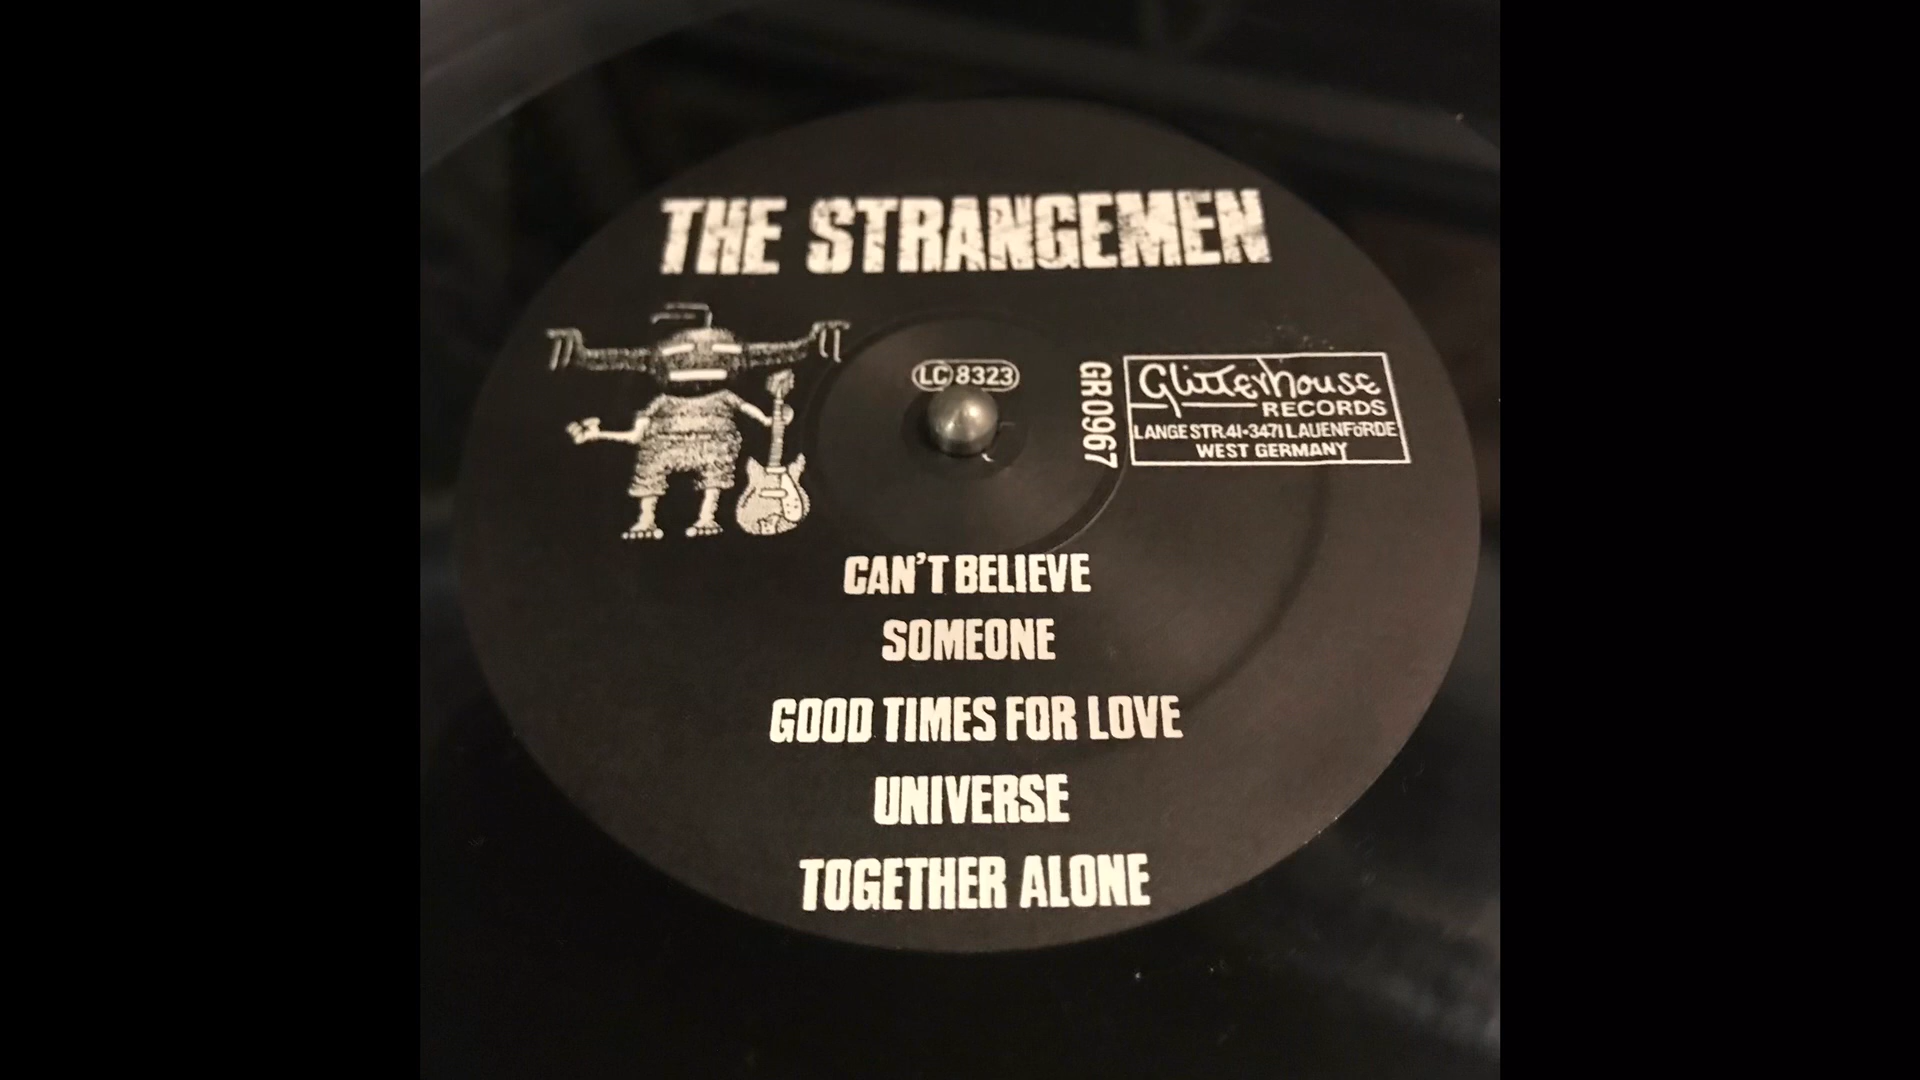 THE STRANGEMEN
LC 8323
GR 0967
Glitterhouse
RECORDS
LANGE STR.41·3471 LAUENFöRDE
WEST GERMANY
CAN'T BELIEVE
SOMEONE
GOOD TIMES FOR LOVE
UNIVERSE
TOGETHER ALONE